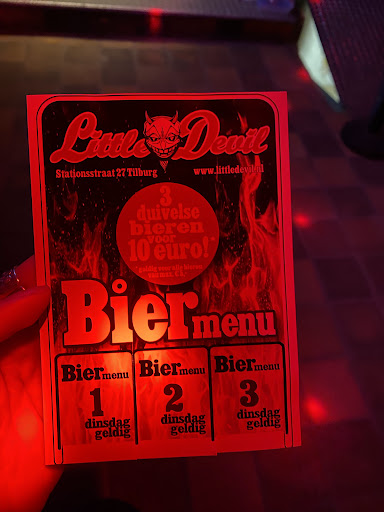 Little Devil
Stationsstraat 27 Tilburg www.littledevil.nl
3
duivelse
bieren
voor
10 euro!*
Bier menu
Bier menu
1
dinsdag
geldig
Bier menu
2
dinsdag
geldig
Bier menu
3
dinsdag
geldig